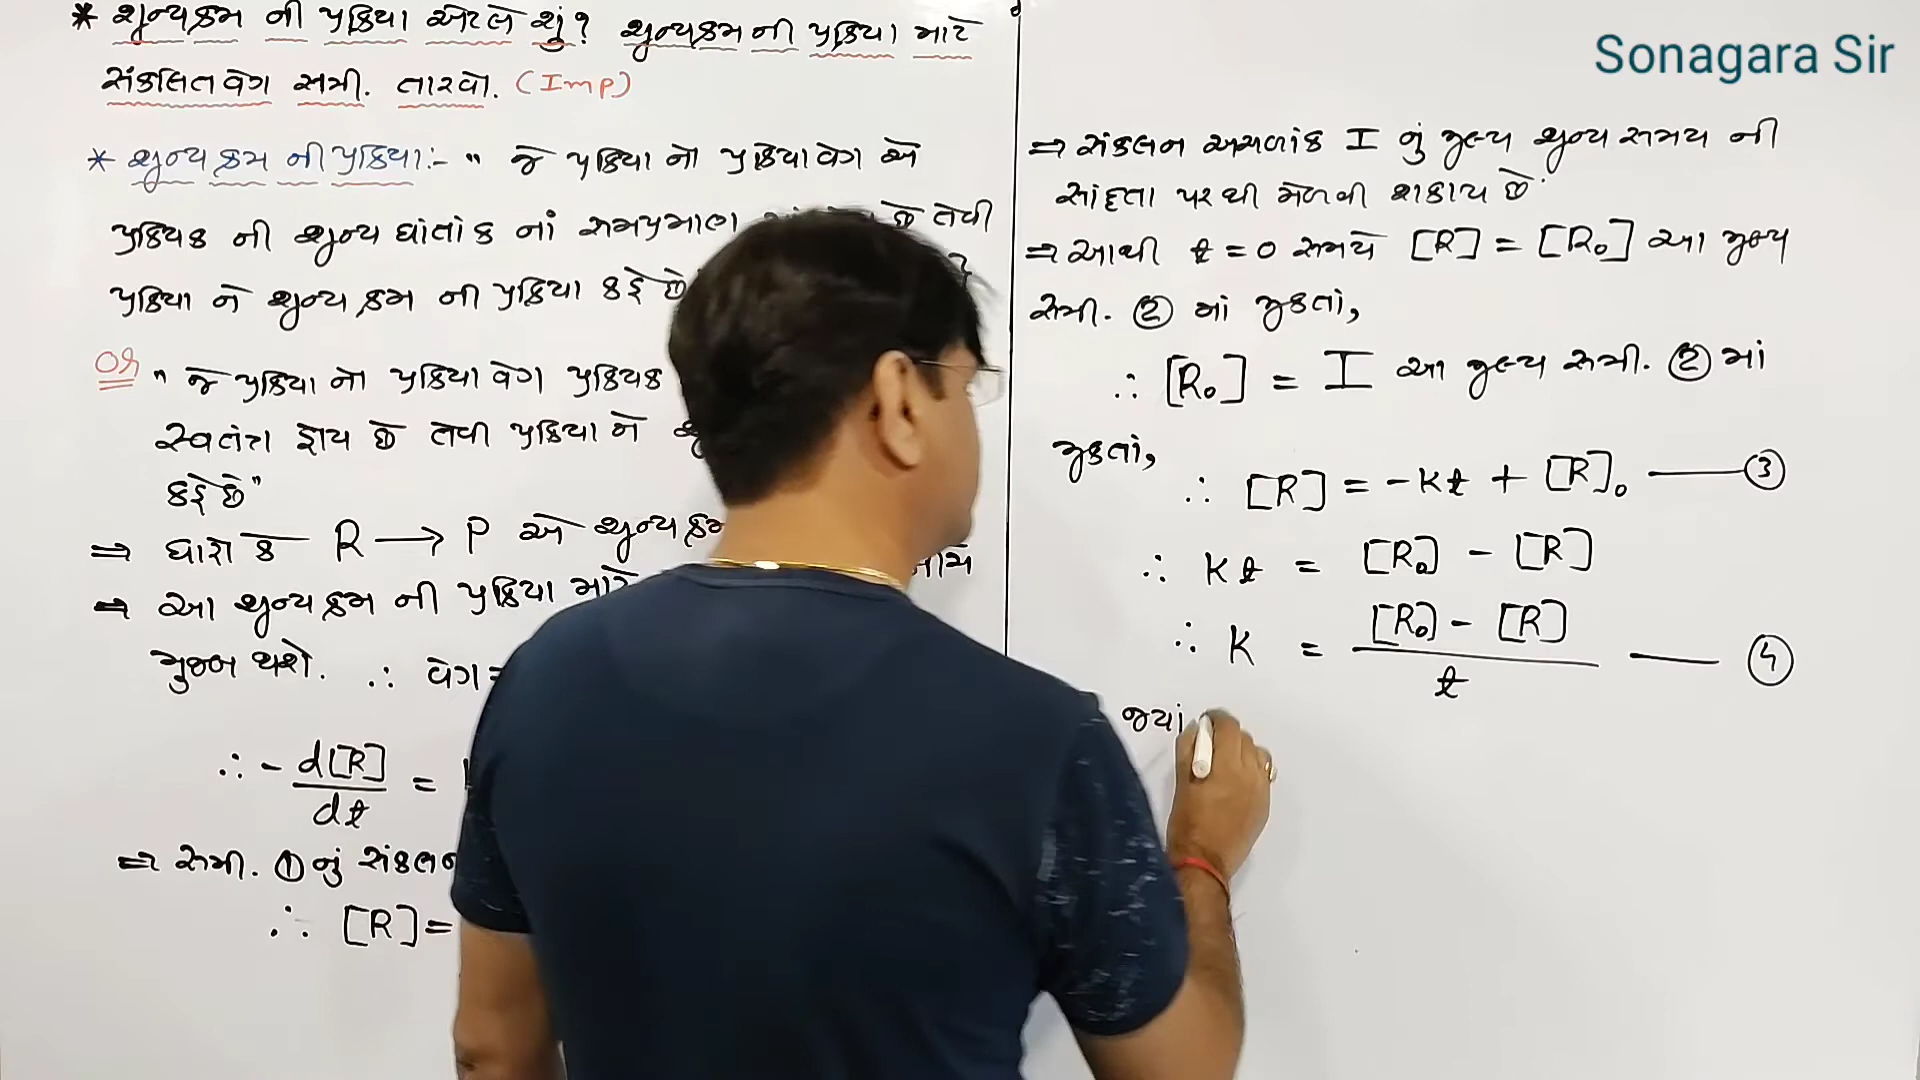 * શૂન્યક્રમ ની પ્રક્રિયા એટલે શું? શૂન્યક્રમ ની પ્રક્રિયા માટે
સંકલિત વેગ સમી. તારવો. (Imp)
* શૂન્ય ક્રમ ની પ્રક્રિયા:- " જે પ્રક્રિયા નો પ્રક્રિયા વેગ એ
પ્રક્રિયક ની શૂન્ય ઘાતાંક નાં સમપ્રમાણ છે તેવી
પ્રક્રિયા ને શૂન્ય ક્રમ ની પ્રક્રિયા કહે છે
OR " જે પ્રક્રિયા નો પ્રક્રિયા વેગ પ્રક્રિયક
સ્વતંત્ર હોય છે તેવી પ્રક્રિયા ને
કહે છે"
⇒ ધારો કે R → P એ શૂન્ય ક્રમ
⇒ આ શૂન્ય ક્રમ ની પ્રક્રિયા માટે
મુજબ થશે. ∴ વેગ =
∴ - d[R] / dt =
⇒ સમી. ① નું સંકલન
∴ [R] =
Sonagara Sir
⇒ સંકલન અચળાંક I નું મૂલ્ય શૂન્ય સમય ની
સાંદ્રતા પર થી મેળવી શકાય છે.
⇒ આથી t = 0 સમયે [R] = [R₀] આ મૂલ્ય
સમી. ② માં મુકતાં,
∴ [R₀] = I આ મૂલ્ય સમી. ② માં
મુકતાં,
∴ [R] = -kt + [R]₀ —— ③
∴ kt = [R₀] - [R]
∴ K = [R₀] - [R] / t —— ④
જ્યાં